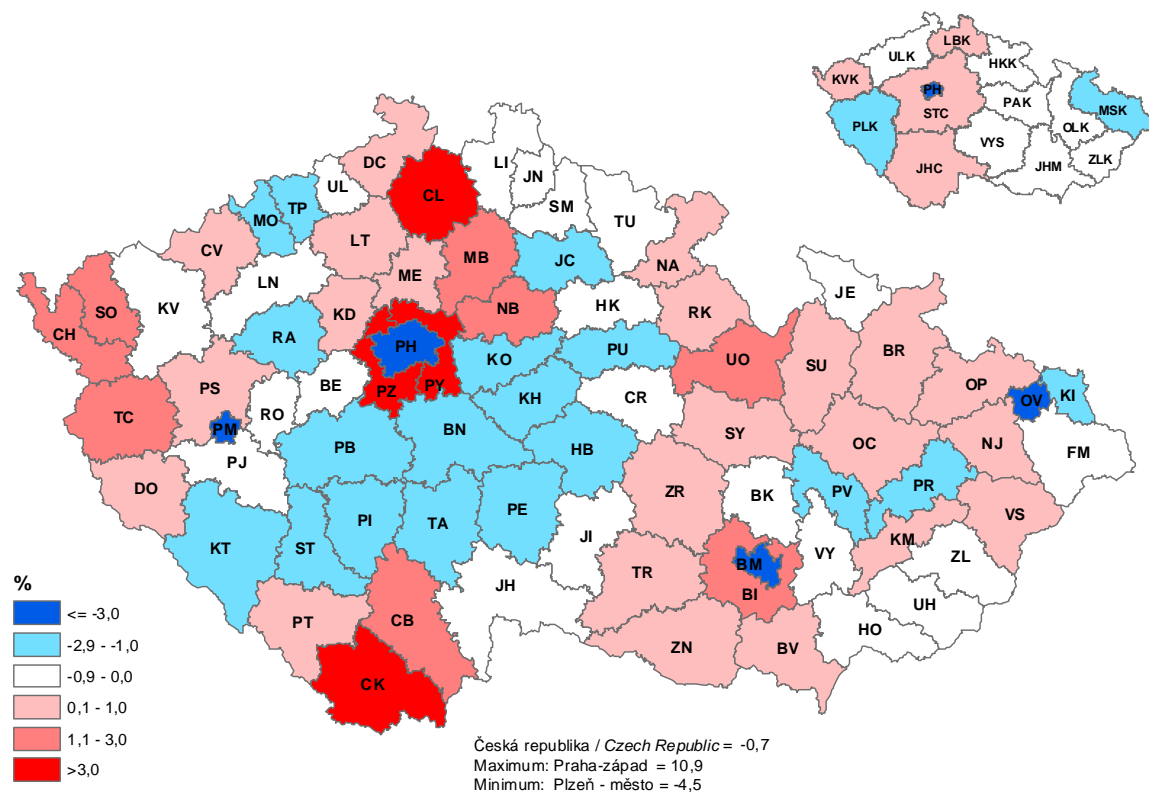 LBK
ULK
HKK
KVK
PH
PAK
MSK
STC
PLK
OLK
VYS
ZLK
JHM
JHC
DC
LI
JN
UL
CL
SM
TP
MO
TU
LT
CV
MB
JC
ME
NA
LN
JE
SO
KV
NB
HK
RK
KD
CH
RA
PH
KO
PU
UO
BR
SU
BE
PS
PZ
PY
OP
KI
OV
KH
CR
TC
RO
PM
BN
SY
OC
NJ
FM
PB
HB
PJ
DO
ZR
BK
PV
PR
PE
VS
PI
TA
KT
ST
JI
KM
VY
ZL
BM
TR
JH
BI
UH
PT
CB
HO
ZN
BV
CK
%
<= -3,0
-2,9 - -1,0
-0,9 - 0,0
0,1 - 1,0
1,1 - 3,0
>3,0
Česká republika / Czech Republic = -0,7
Maximum: Praha-západ = 10,9
Minimum: Plzeň - město = -4,5